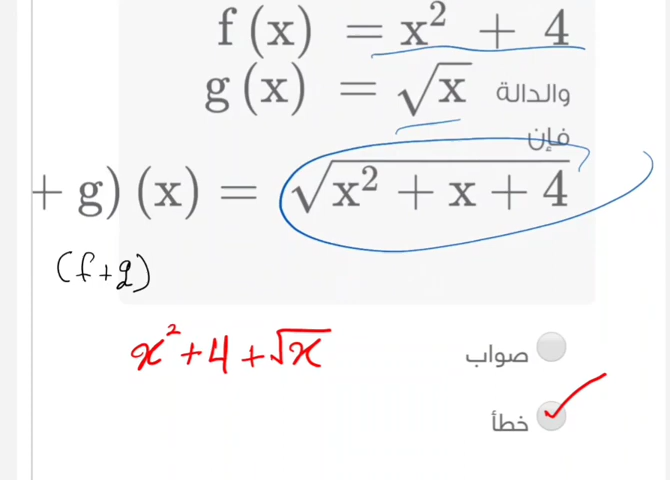 f (x) = x² + 4
g (x) = √x والدالة
فإن
+ g) (x) = √(x² + x + 4)
(f+g)
x² + 4 + √x
صواب
خطأ